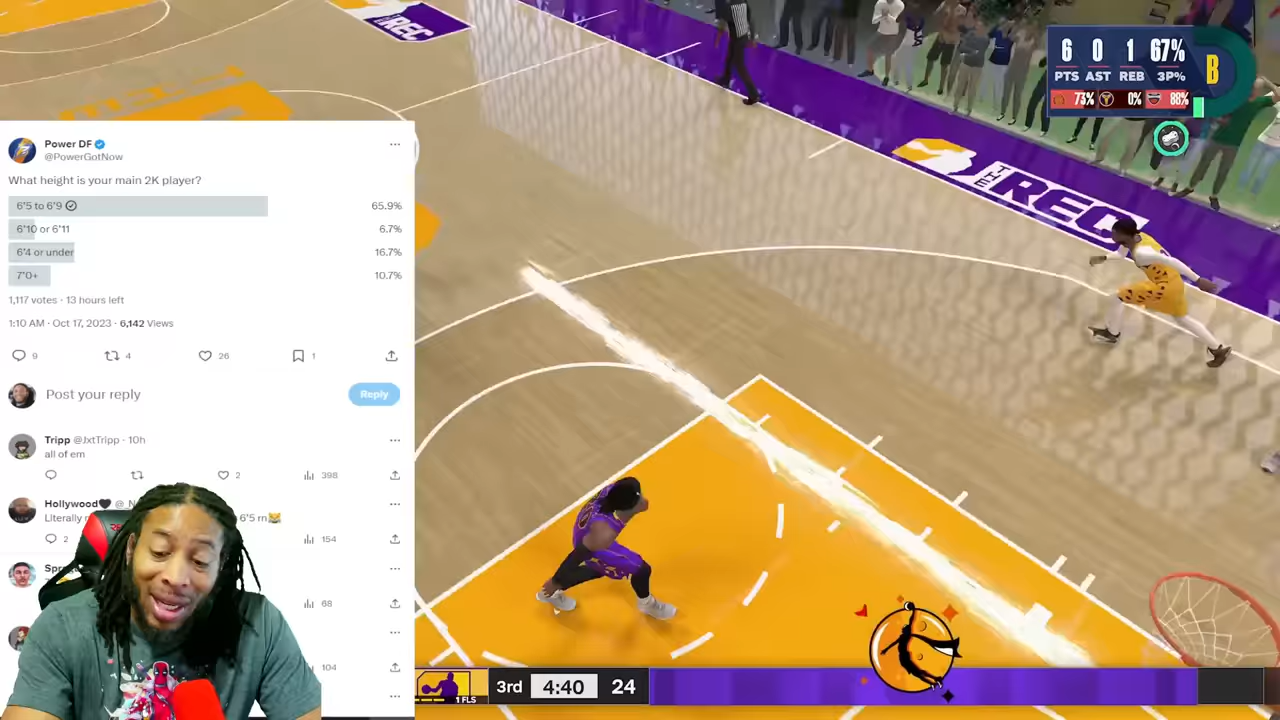 Power DF
@PowerGotNow
What height is your main 2K player?
6'5 to 6'9 65.9%
6'10 or 6'11 6.7%
6'4 or under 16.7%
7'0+ 10.7%
1,117 votes · 13 hours left
1:10 AM · Oct 17, 2023 · 6,142 Views
9 4 26 1
Post your reply Reply
Tripp @JxtTripp · 10h
all of em
2 398
Hollywood
Literally 6'5 rn
2 154
68
104
REC
6 0 1 67%
PTS AST REB 3P%
73% 0% 88%
B
THE REC
1 FLS 3rd 4:40 24